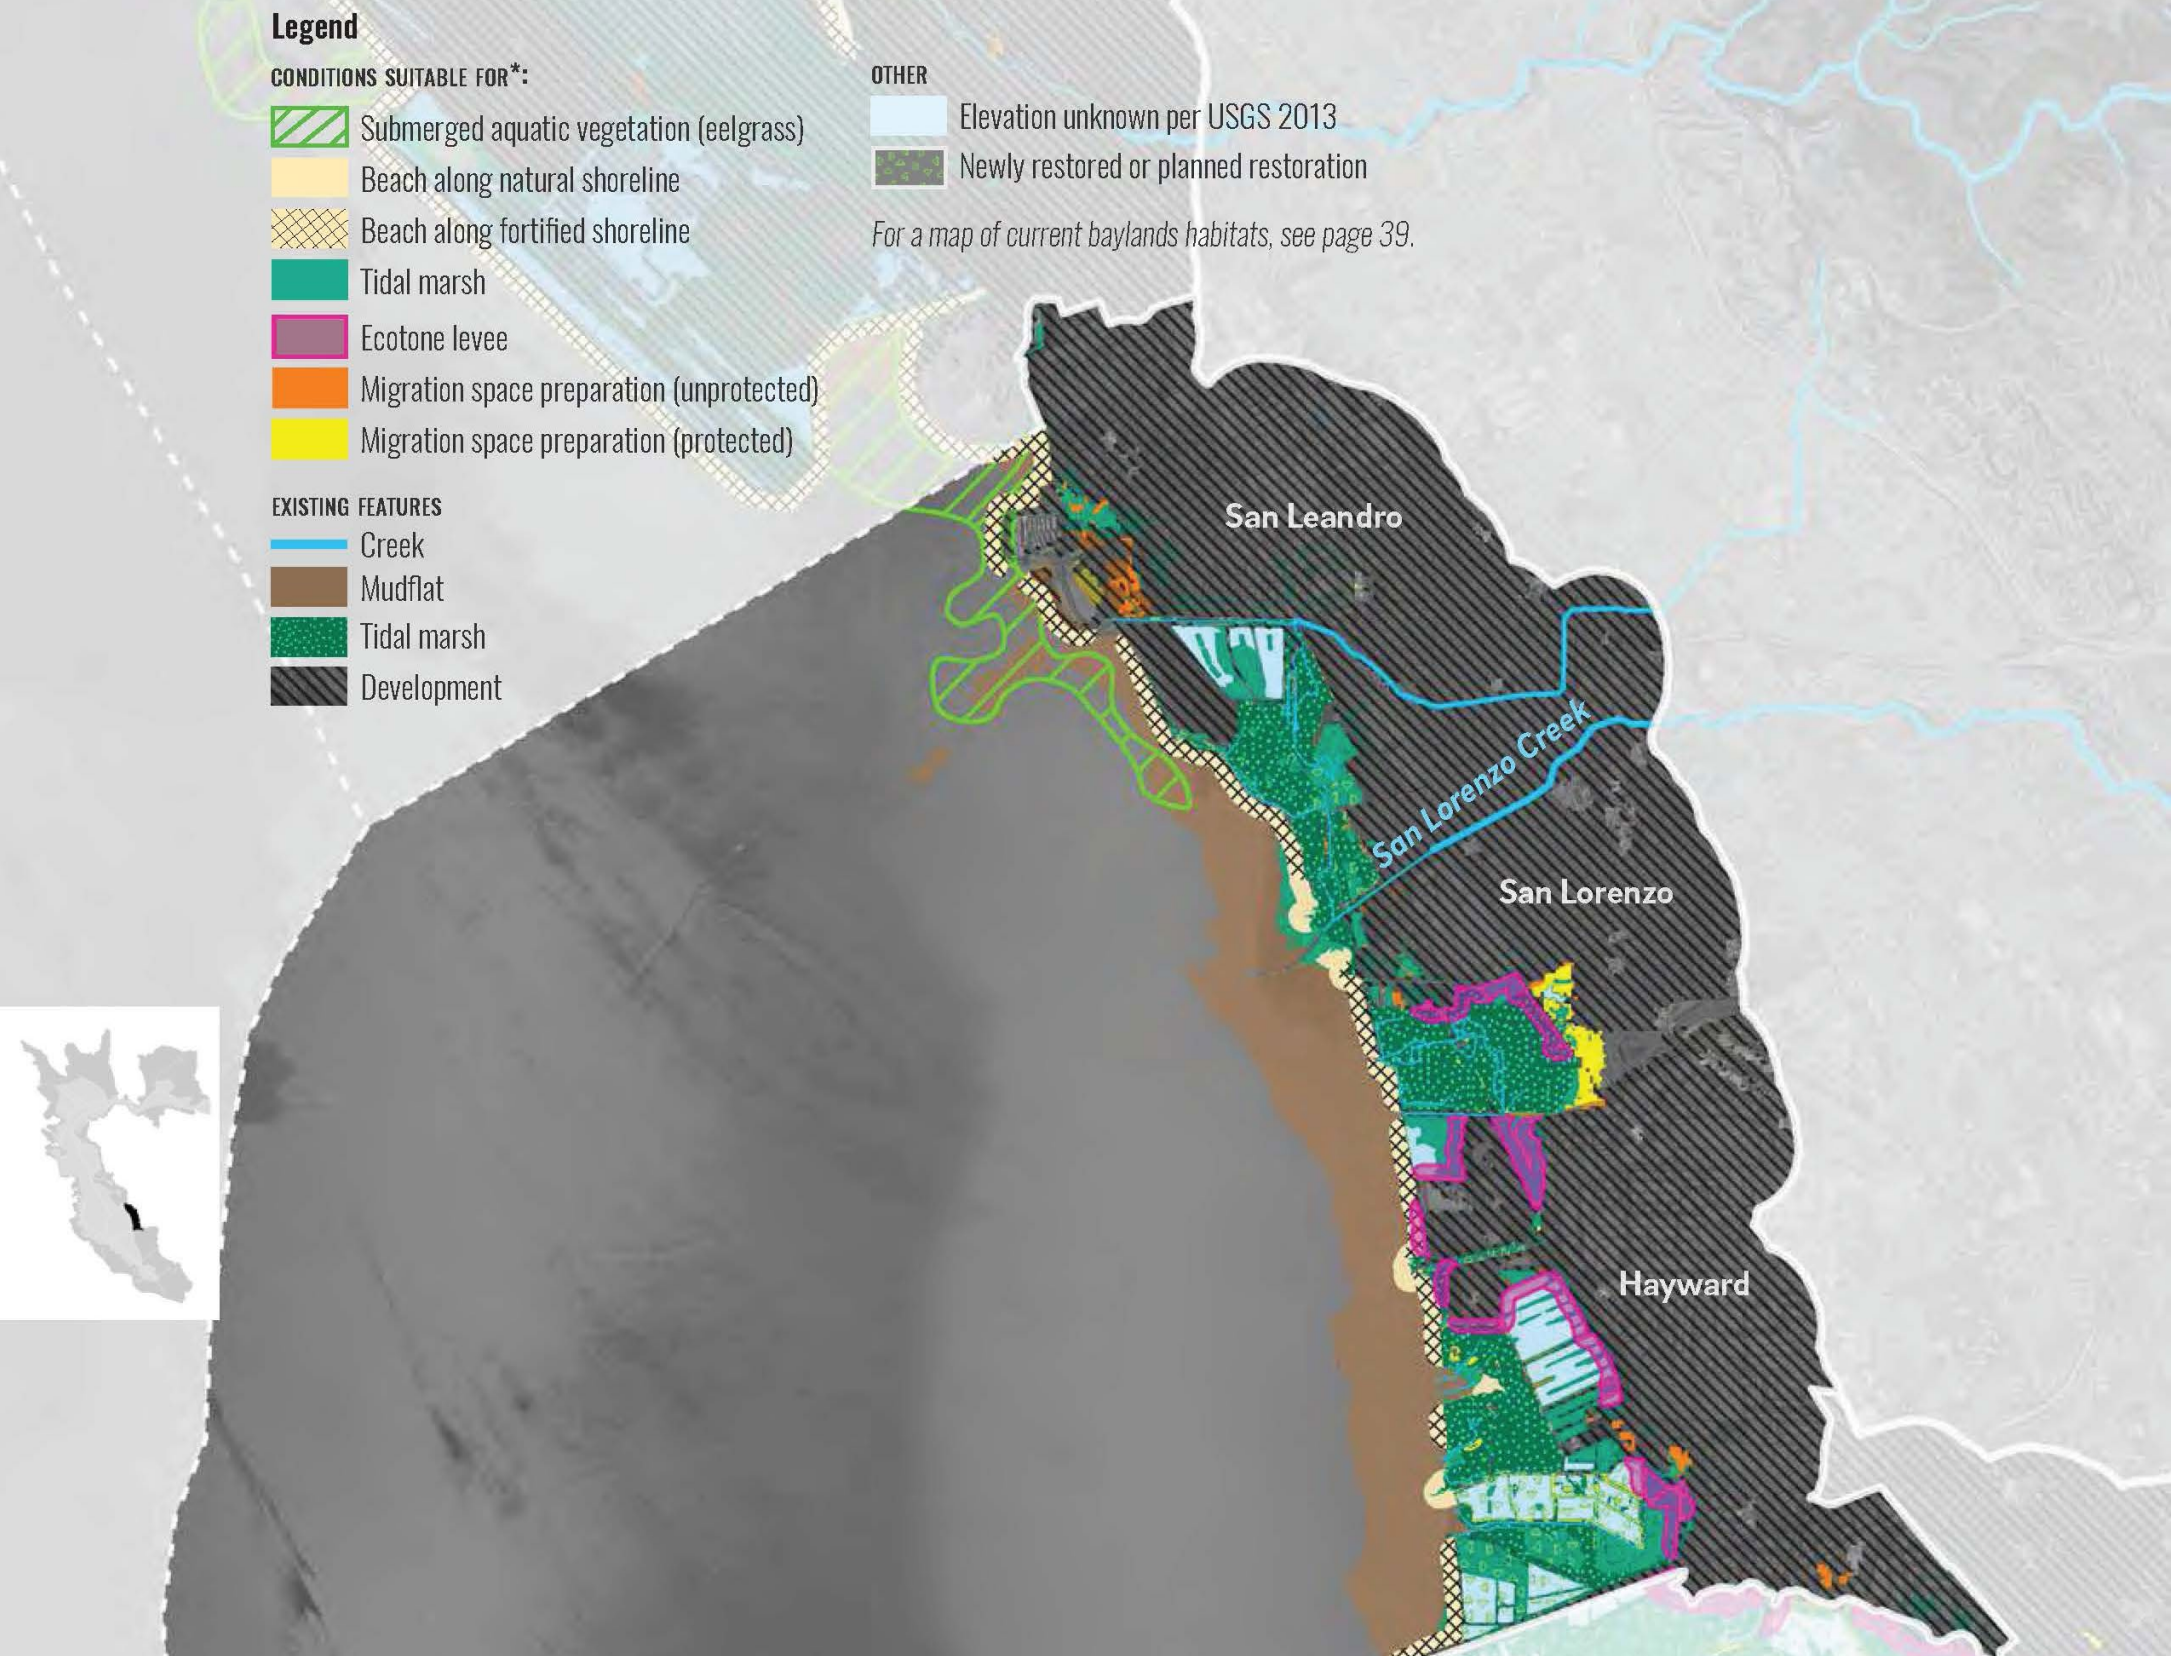 Legend
CONDITIONS SUITABLE FOR*:
Submerged aquatic vegetation (eelgrass)
Beach along natural shoreline
Beach along fortified shoreline
Tidal marsh
Ecotone levee
Migration space preparation (unprotected)
Migration space preparation (protected)
EXISTING FEATURES
Creek
Mudflat
Tidal marsh
Development
OTHER
Elevation unknown per USGS 2013
Newly restored or planned restoration
For a map of current baylands habitats, see page 39.
San Leandro
San Lorenzo Creek
San Lorenzo
Hayward